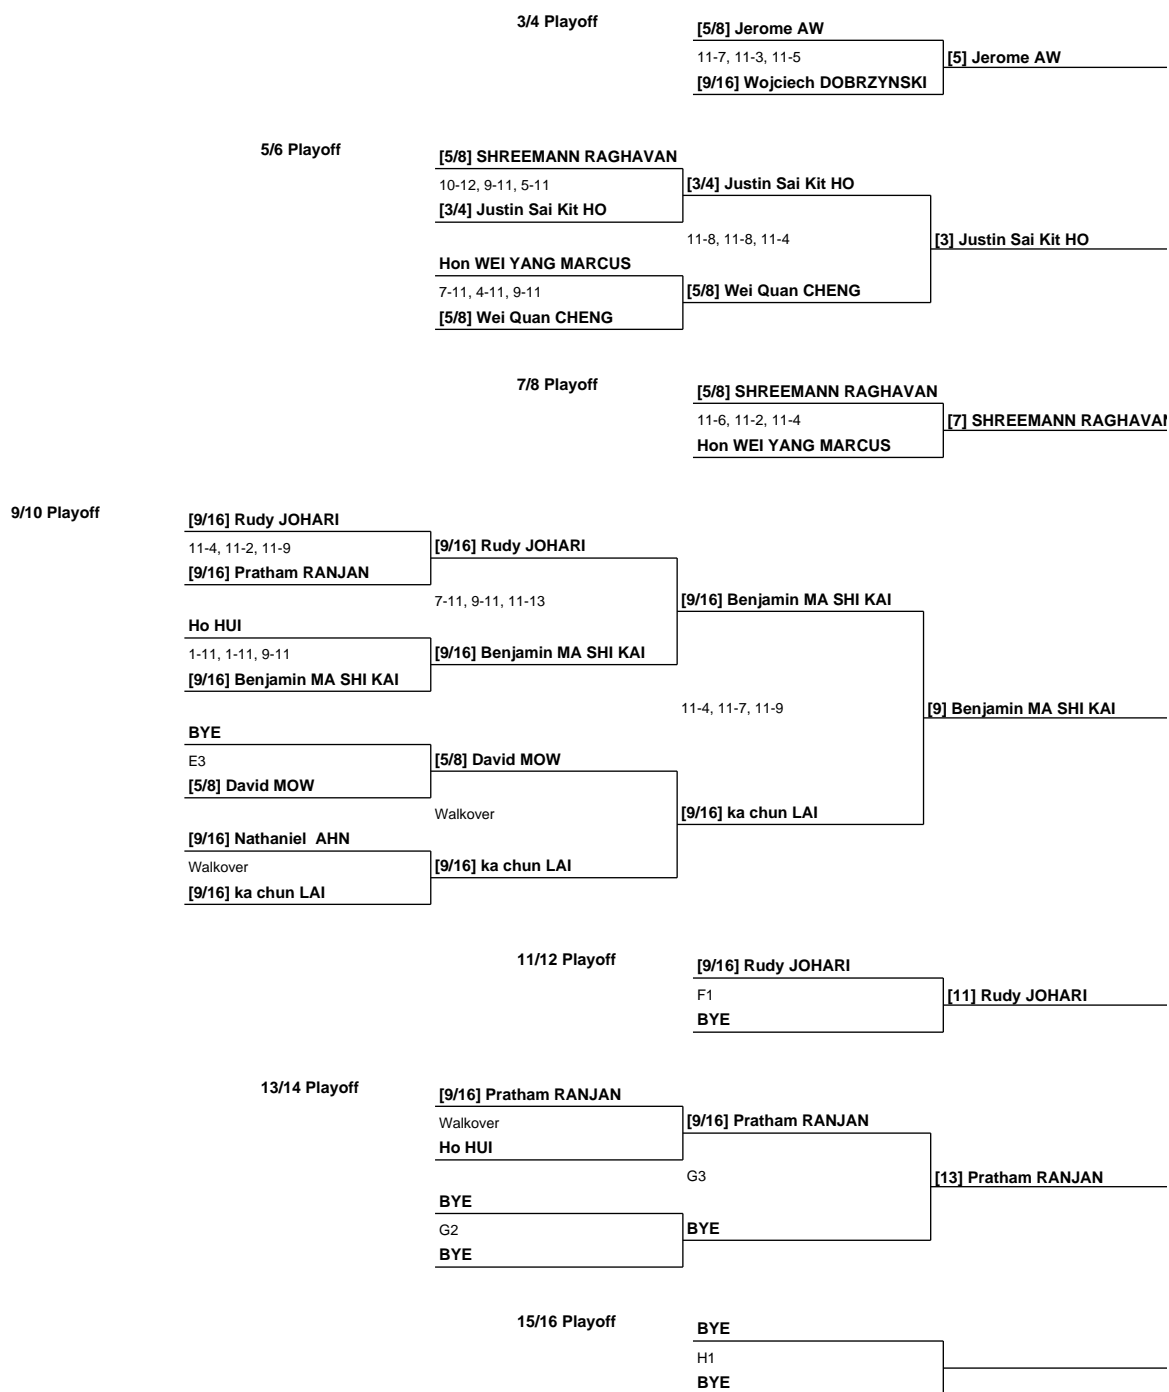 3/4 Playoff
[5/8] Jerome AW
11-7, 11-3, 11-5
[5] Jerome AW
[9/16] Wojciech DOBRZYNSKI
5/6 Playoff
[5/8] SHREEMANN RAGHAVAN
10-12, 9-11, 5-11
[3/4] Justin Sai Kit HO
[3/4] Justin Sai Kit HO
11-8, 11-8, 11-4
[3] Justin Sai Kit HO
Hon WEI YANG MARCUS
7-11, 4-11, 9-11
[5/8] Wei Quan CHENG
[5/8] Wei Quan CHENG
7/8 Playoff
[5/8] SHREEMANN RAGHAVAN
11-6, 11-2, 11-4
[7] SHREEMANN RAGHAVAN
Hon WEI YANG MARCUS
9/10 Playoff
[9/16] Rudy JOHARI
11-4, 11-2, 11-9
[9/16] Rudy JOHARI
[9/16] Pratham RANJAN
7-11, 9-11, 11-13
[9/16] Benjamin MA SHI KAI
Ho HUI
1-11, 1-11, 9-11
[9/16] Benjamin MA SHI KAI
[9/16] Benjamin MA SHI KAI
11-4, 11-7, 11-9
[9] Benjamin MA SHI KAI
BYE
E3
[5/8] David MOW
[5/8] David MOW
Walkover
[9/16] ka chun LAI
[9/16] Nathaniel  AHN
Walkover
[9/16] ka chun LAI
[9/16] ka chun LAI
11/12 Playoff
[9/16] Rudy JOHARI
F1
[11] Rudy JOHARI
BYE
13/14 Playoff
[9/16] Pratham RANJAN
Walkover
[9/16] Pratham RANJAN
Ho HUI
G3
[13] Pratham RANJAN
BYE
G2
BYE
BYE
15/16 Playoff
BYE
H1
BYE